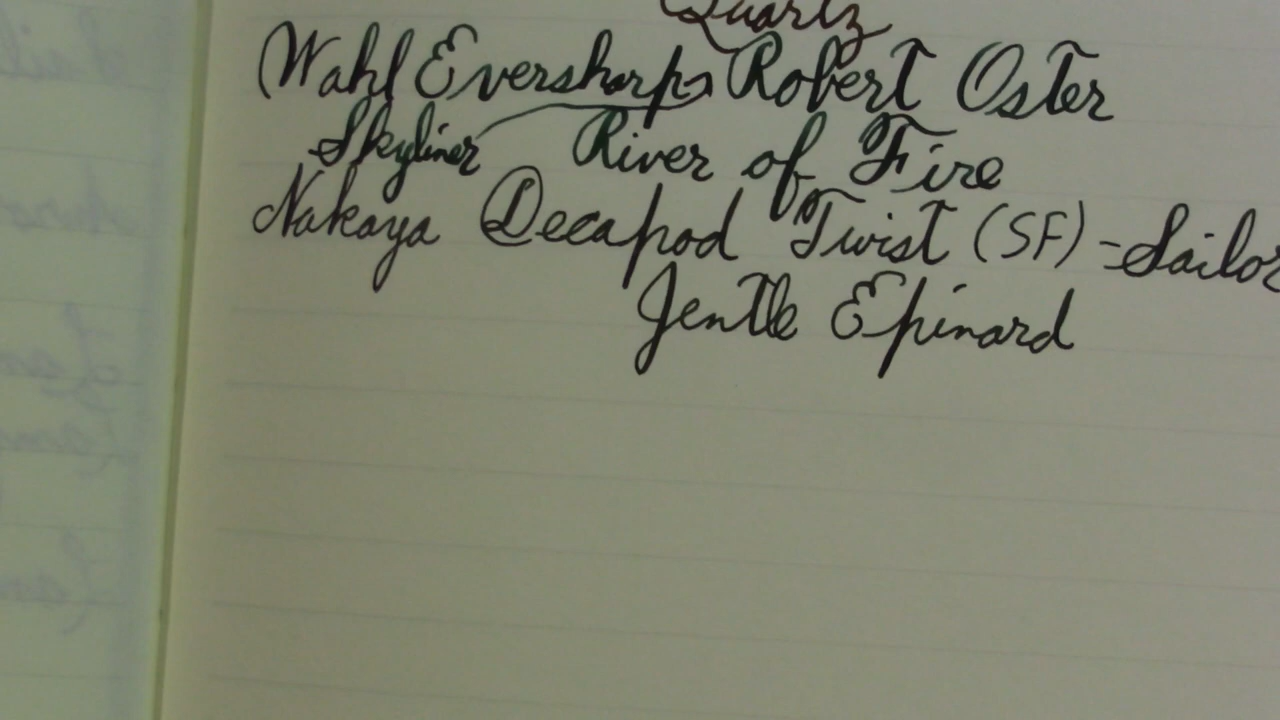 Quartz
Wahl Eversharp Robert Oster
Skyliner River of Fire
Nakaya Decapod Twist (SF) - Sailor
Jentle Epinard